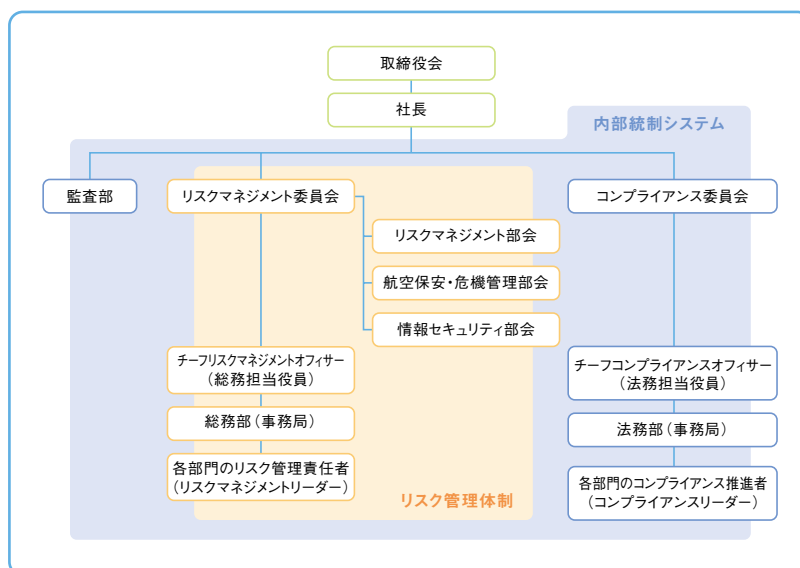 取締役会
社長
内部統制システム
監査部
リスクマネジメント委員会
コンプライアンス委員会
リスクマネジメント部会
航空保安・危機管理部会
情報セキュリティ部会
チーフリスクマネジメントオフィサー
（総務担当役員）
チーフコンプライアンスオフィサー
（法務担当役員）
総務部（事務局）
法務部（事務局）
各部門のリスク管理責任者
（リスクマネジメントリーダー）
各部門のコンプライアンス推進者
（コンプライアンスリーダー）
リスク管理体制